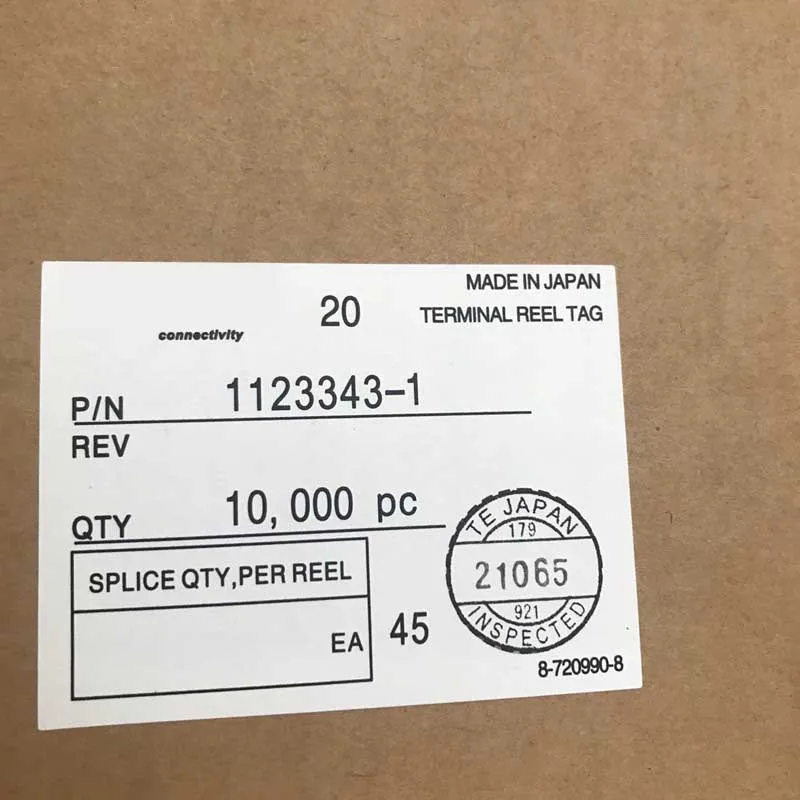 MADE IN JAPAN
connectivity
20
TERMINAL REEL TAG
P/N 1123343-1
REV
QTY 10,000 pc
SPLICE QTY,PER REEL
EA
45
TE JAPAN
179
21065
921
INSPECTED
8-720990-8